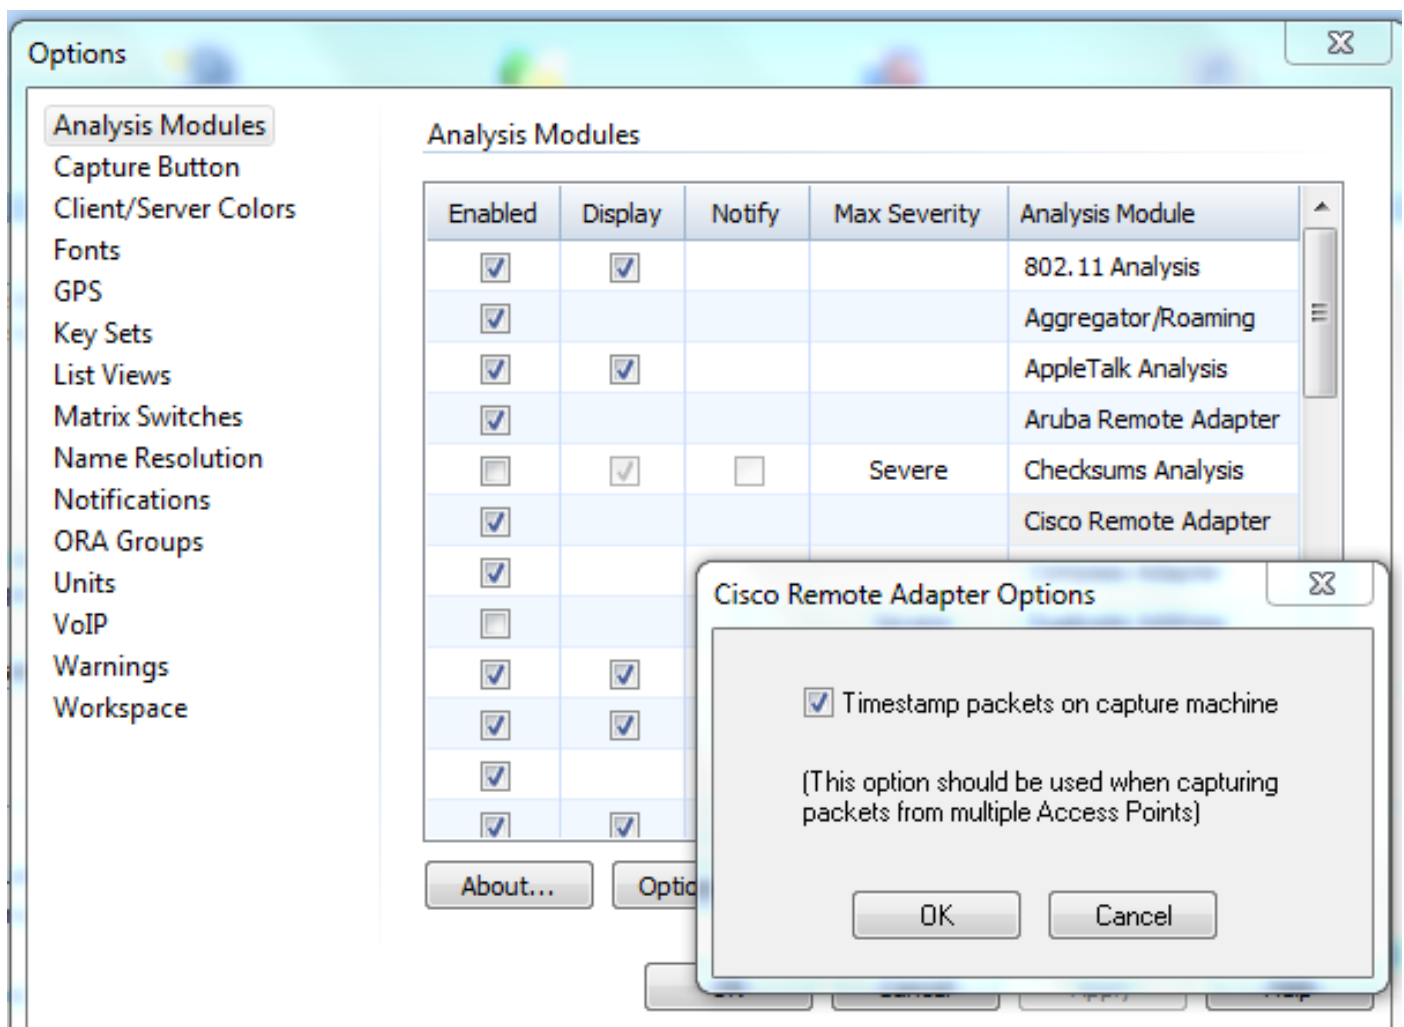 Options
Analysis Modules
Capture Button
Client/Server Colors
Fonts
GPS
Key Sets
List Views
Matrix Switches
Name Resolution
Notifications
ORA Groups
Units
VoIP
Warnings
Workspace
Analysis Modules
Enabled Display Notify Max Severity Analysis Module
802.11 Analysis
Aggregator/Roaming
AppleTalk Analysis
Aruba Remote Adapter
Severe Checksums Analysis
Cisco Remote Adapter
About... Optio
Cisco Remote Adapter Options
Timestamp packets on capture machine
(This option should be used when capturing
packets from multiple Access Points)
OK Cancel